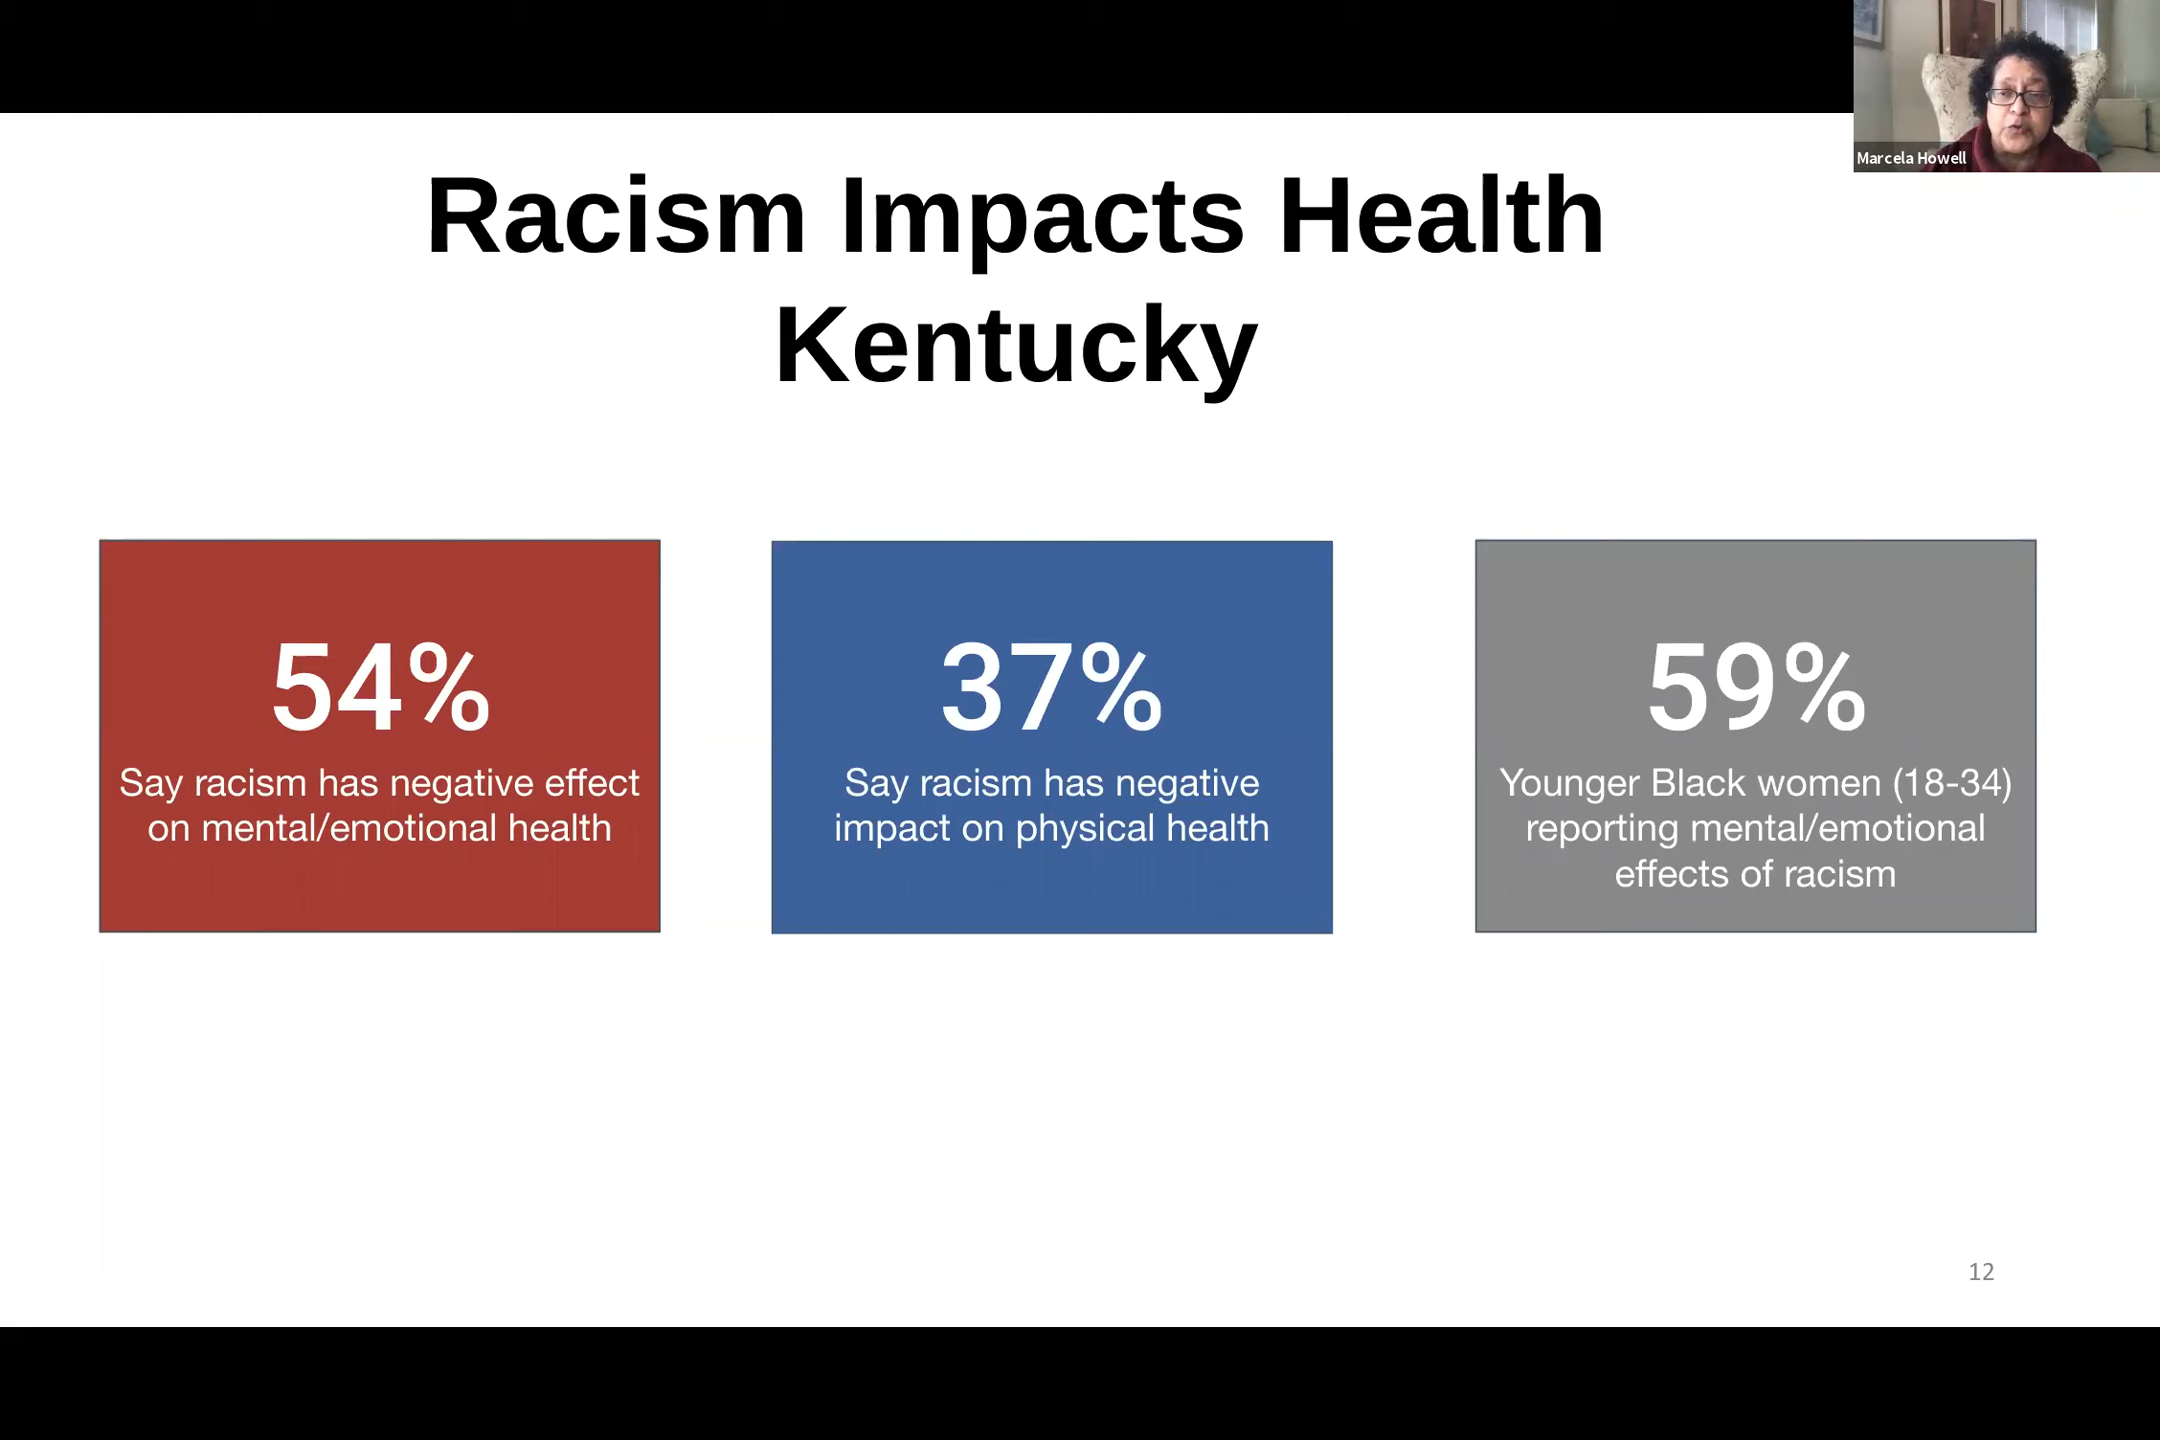 Marcela Howell
Racism Impacts Health
Kentucky
54%
Say racism has negative effect
on mental/emotional health
37%
Say racism has negative
impact on physical health
59%
Younger Black women (18-34)
reporting mental/emotional
effects of racism
12